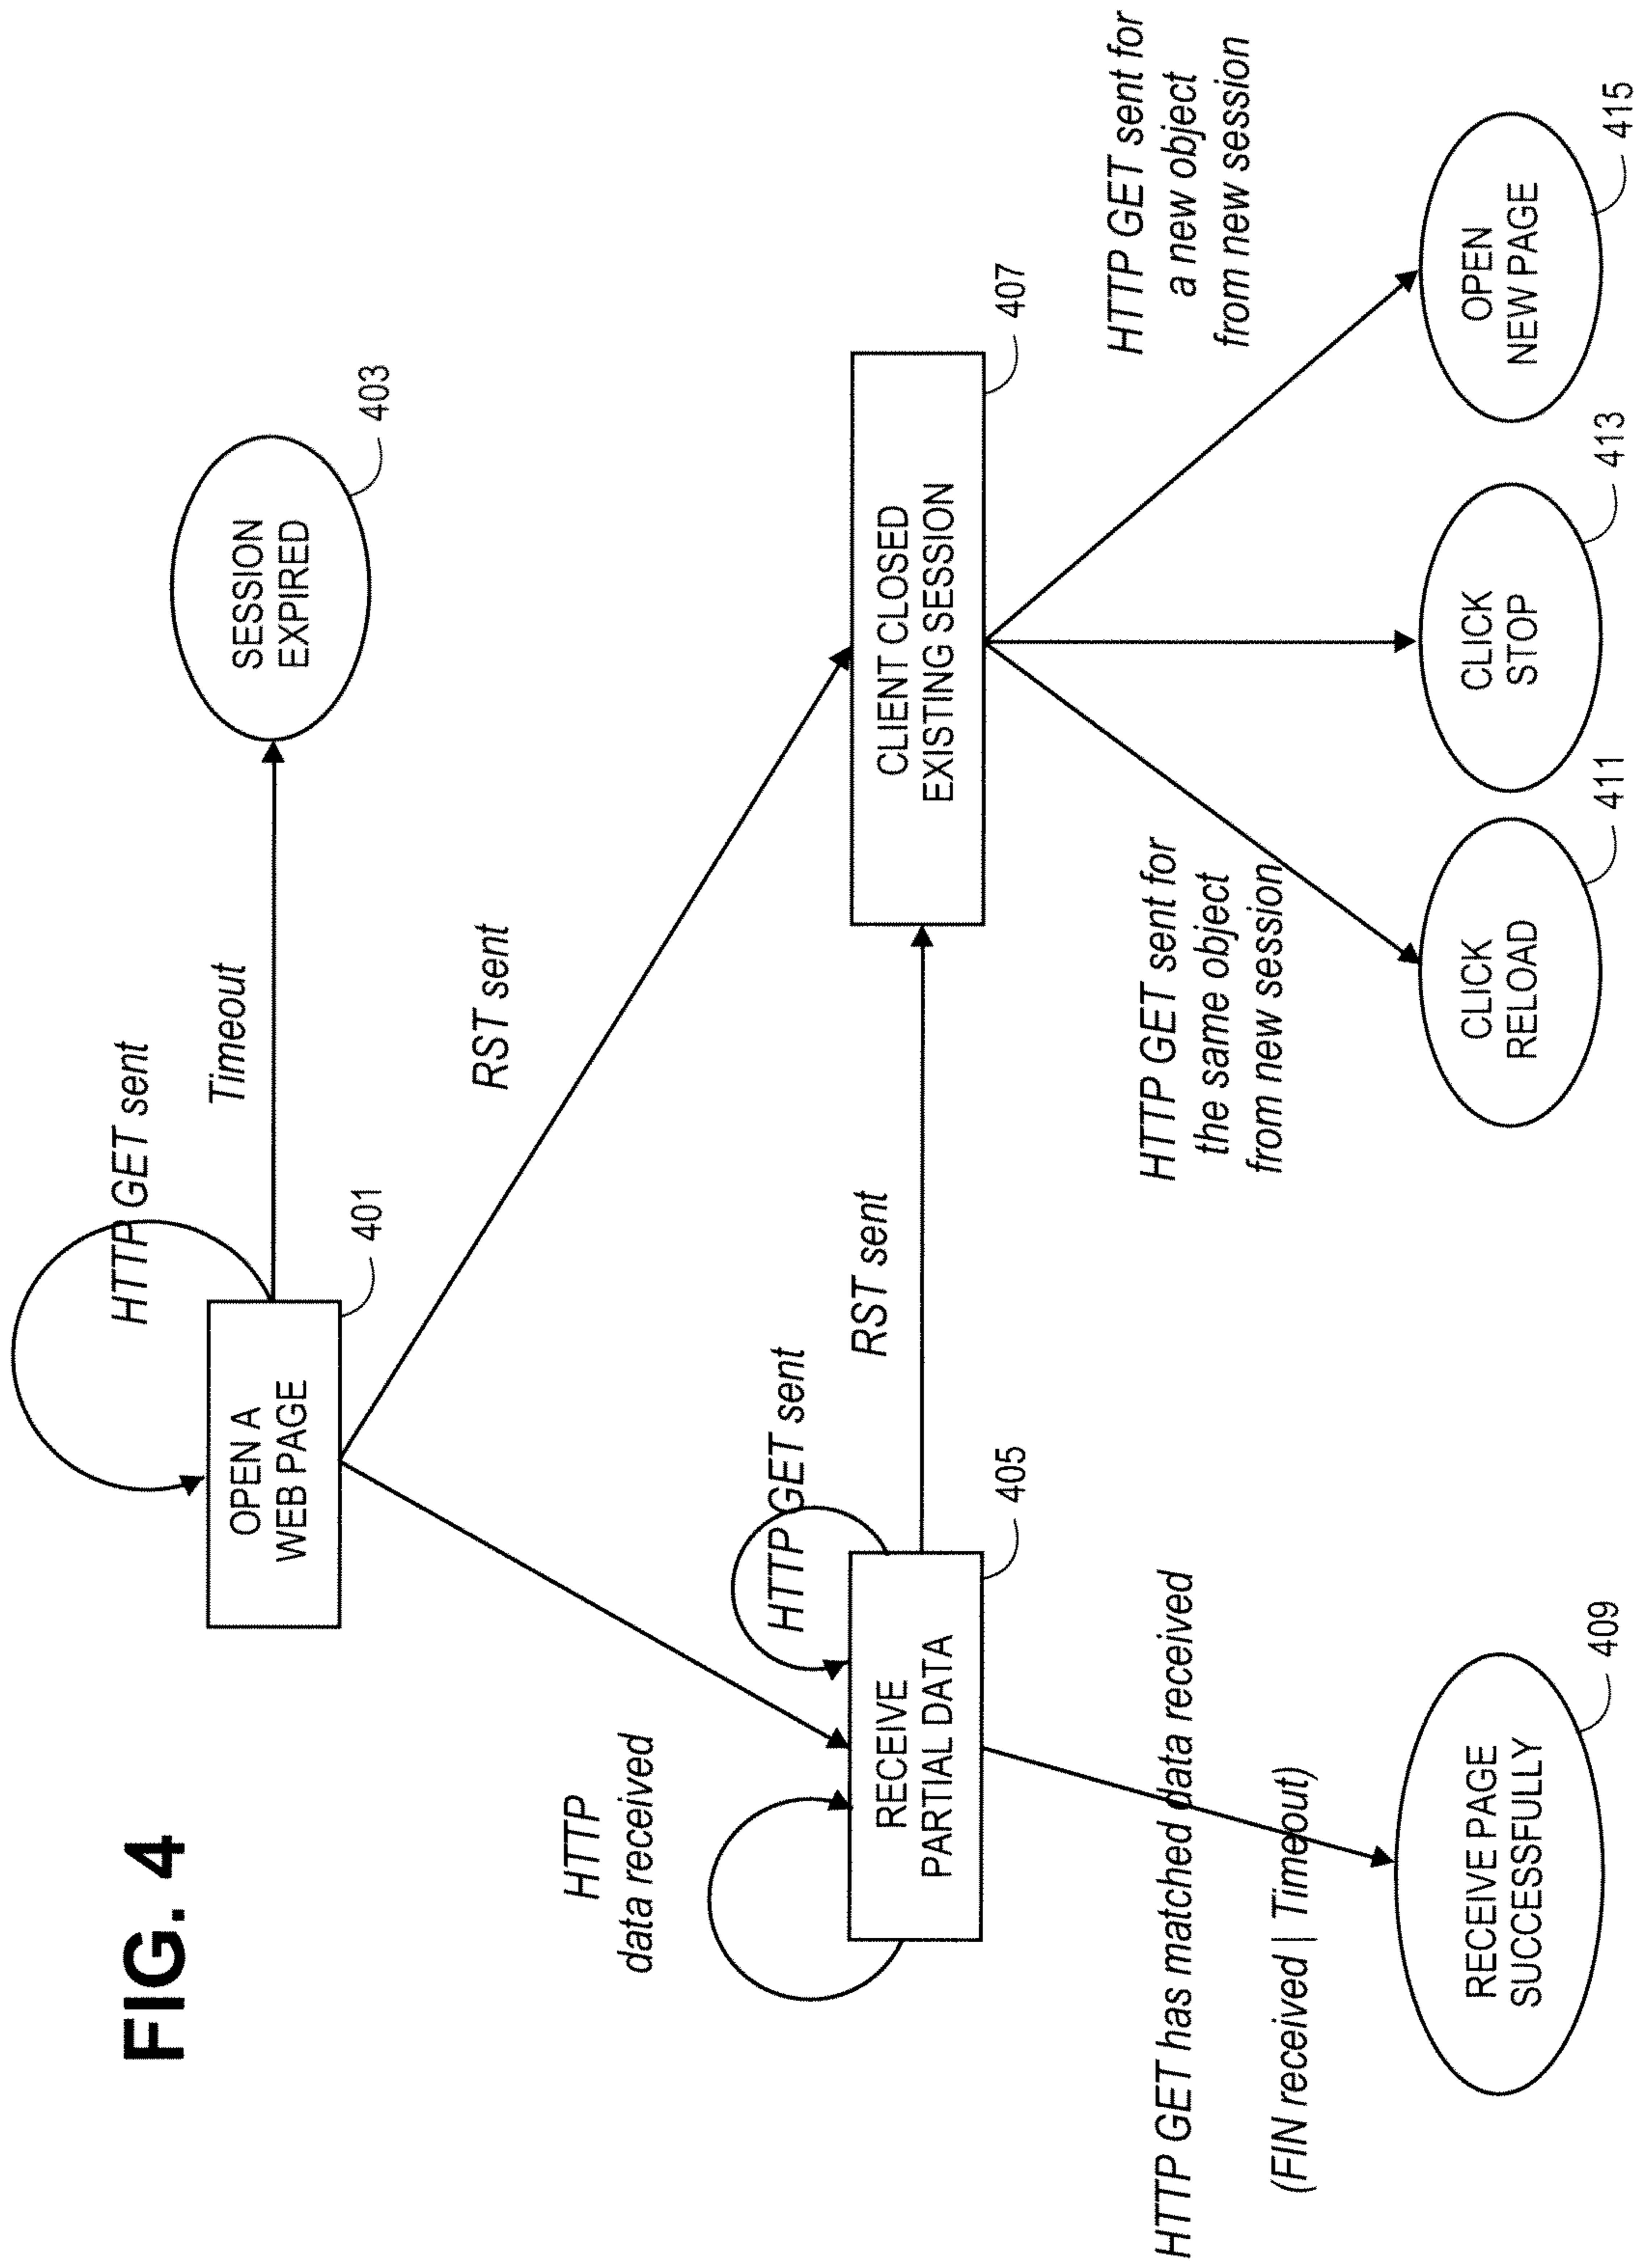 FIG. 4
HTTP GET sent
OPEN A
WEB PAGE
401
Timeout
SESSION
EXPIRED
403
HTTP
data received
RST sent
HTTP GET sent
RECEIVE
PARTIAL DATA
405
RST sent
CLIENT CLOSED
EXISTING SESSION
407
HTTP GET has matched data received
(FIN received | Timeout)
HTTP GET sent for
the same object
from new session
HTTP GET sent for
a new object
from new session
RECEIVE PAGE
SUCCESSFULLY
409
CLICK
RELOAD
411
CLICK
STOP
413
OPEN
NEW PAGE
415